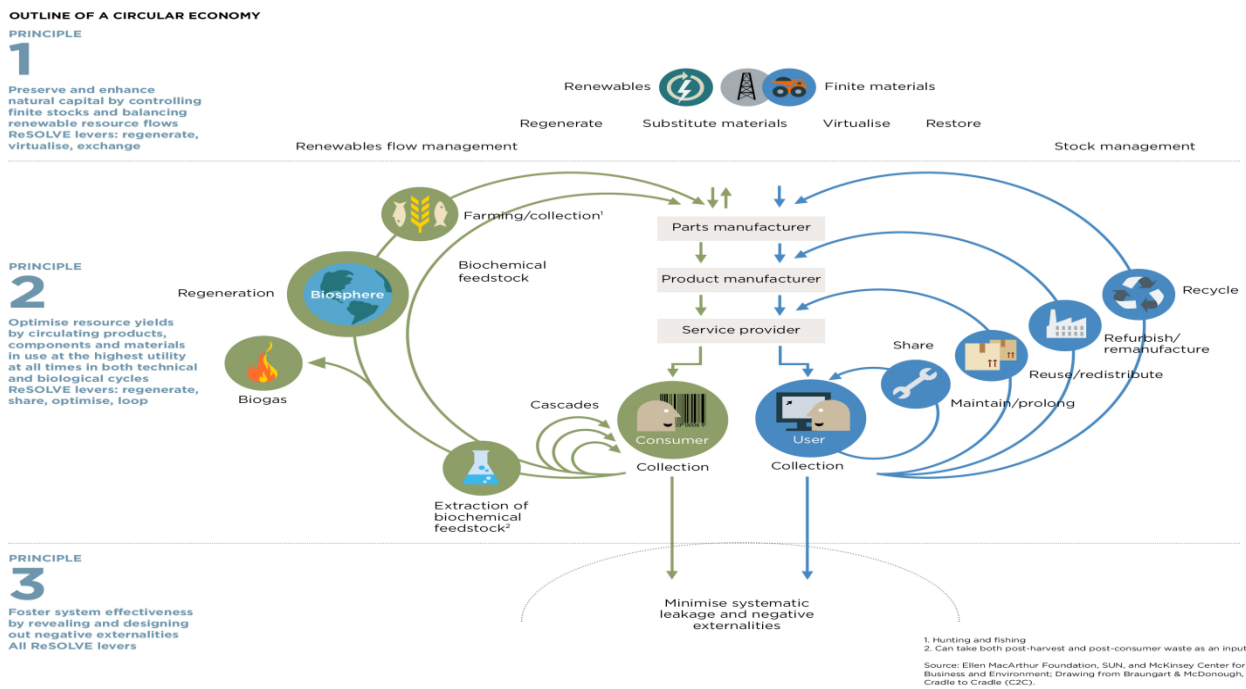 OUTLINE OF A CIRCULAR ECONOMY
PRINCIPLE
1
Preserve and enhance
natural capital by controlling
finite stocks and balancing
renewable resource flows
ReSOLVE levers: regenerate,
virtualise, exchange
Renewables
Finite materials
Regenerate
Substitute materials
Virtualise
Restore
Renewables flow management
Stock management
PRINCIPLE
2
Optimise resource yields
by circulating products,
components and materials
in use at the highest utility
at all times in both technical
and biological cycles
ReSOLVE levers: regenerate,
share, optimise, loop
Farming/collection¹
Biochemical
feedstock
Regeneration
Biosphere
Biogas
Cascades
Extraction of
biochemical
feedstock²
Parts manufacturer
Product manufacturer
Service provider
Consumer
Collection
User
Collection
Share
Maintain/prolong
Reuse/redistribute
Refurbish/
remanufacture
Recycle
PRINCIPLE
3
Foster system effectiveness
by revealing and designing
out negative externalities
All ReSOLVE levers
Minimise systematic
leakage and negative
externalities
1. Hunting and fishing
2. Can take both post-harvest and post-consumer waste as an input
Source: Ellen MacArthur Foundation, SUN, and McKinsey Center for
Business and Environment; Drawing from Braungart & McDonough,
Cradle to Cradle (C2C).